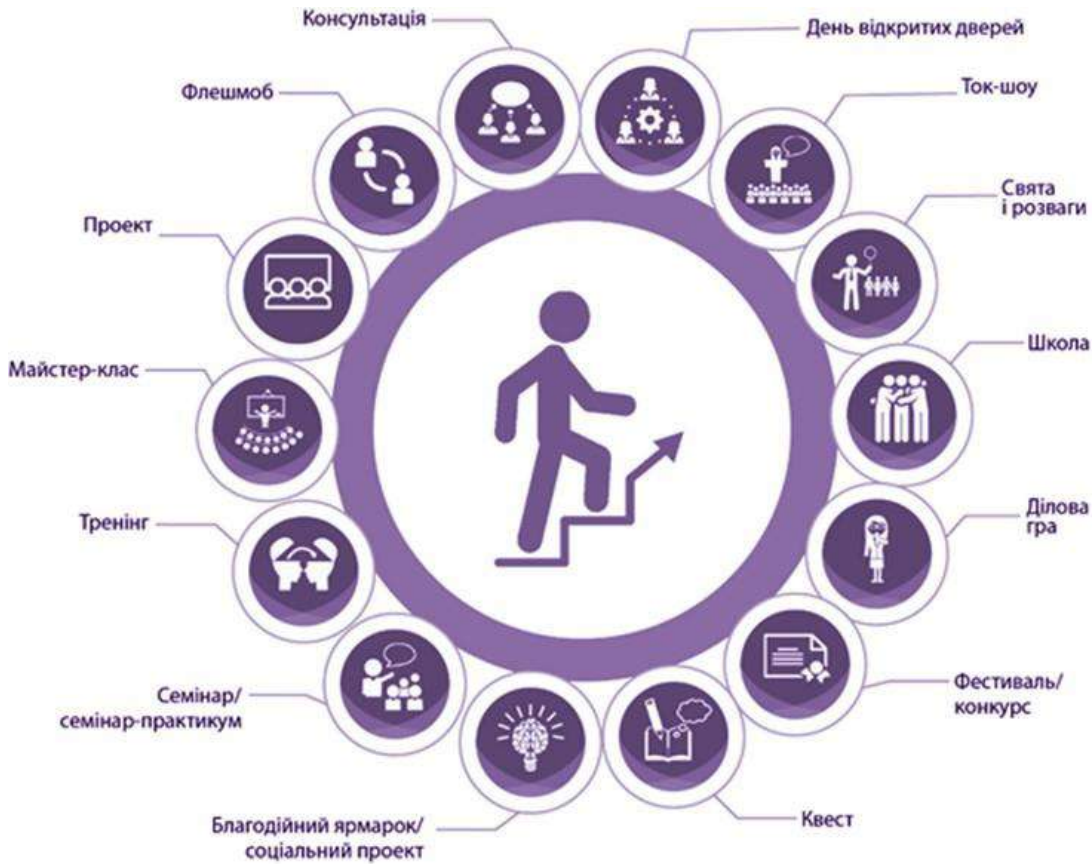 Консультація
День відкритих дверей
Ток-шоу
Свята
і розваги
Школа
Ділова
гра
Фестиваль/
конкурс
Квест
Благодійний ярмарок/
соціальний проект
Семінар/
семінар-практикум
Тренінг
Майстер-клас
Проект
Флешмоб